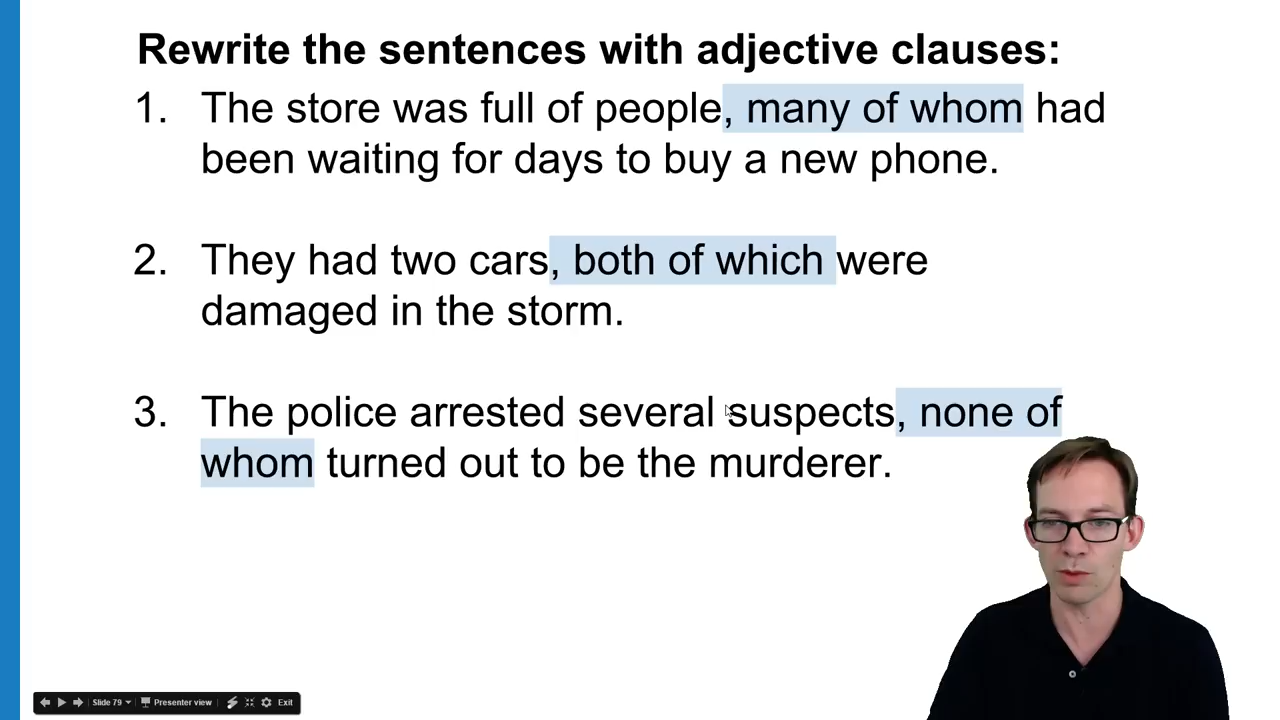 Rewrite the sentences with adjective clauses:
1. The store was full of people, many of whom had
been waiting for days to buy a new phone.
2. They had two cars, both of which were
damaged in the storm.
3. The police arrested several suspects, none of
whom turned out to be the murderer.
Slide 79 Presenter view Exit